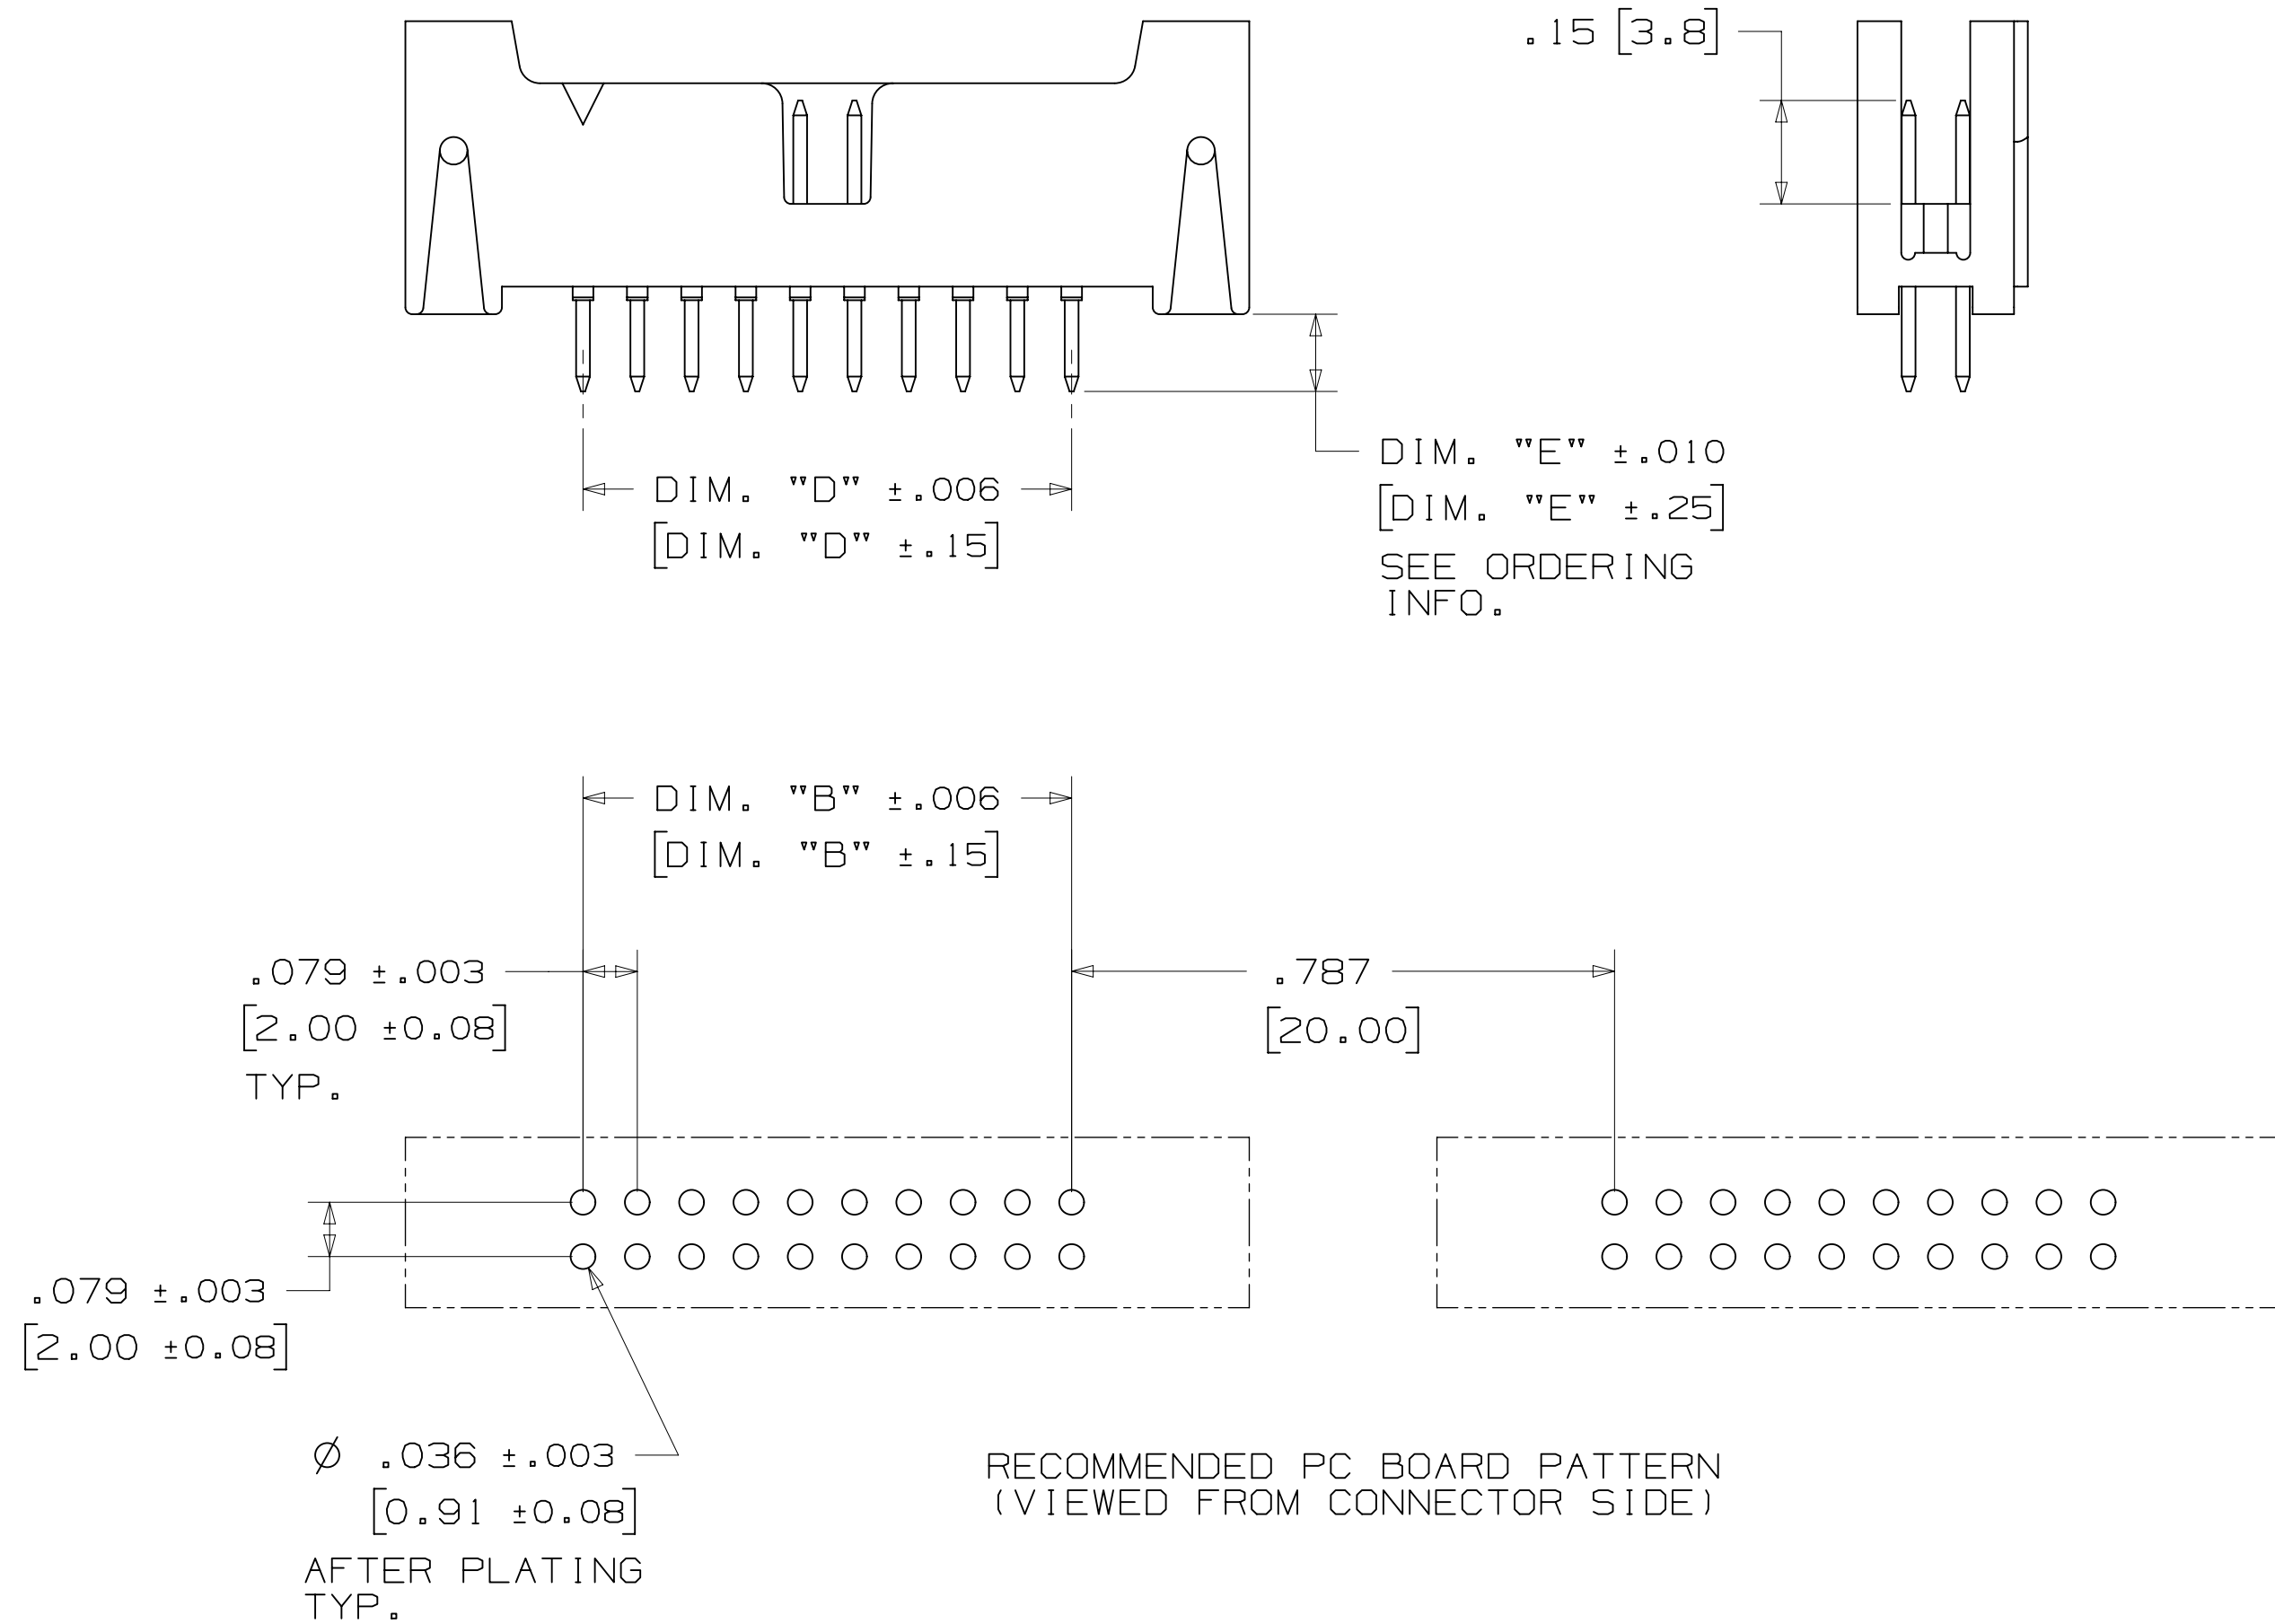 .15 [3.8]
DIM. "D" ±.006
[DIM. "D" ±.15]
DIM. "E" ±.010
[DIM. "E" ±.25]
SEE ORDERING
INFO.
DIM. "B" ±.006
[DIM. "B" ±.15]
.079 ±.003
[2.00 ±0.08]
TYP.
.787
[20.00]
.079 ±.003
[2.00 ±0.08]
Ø .036 ±.003
[0.91 ±0.08]
AFTER PLATING
TYP.
RECOMMENDED PC BOARD PATTERN
(VIEWED FROM CONNECTOR SIDE)